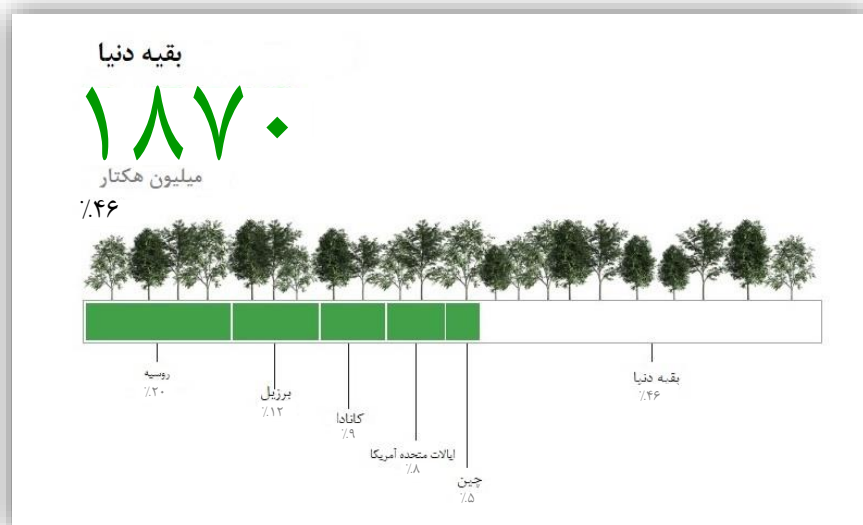 بقیه دنیا
۱۸۷۰
میلیون هکتار
٪۴۶
روسیه
٪۲۰
برزیل
٪۱۲
کانادا
٪۹
ایالات متحده آمریکا
٪۸
چین
٪۵
بقیه دنیا
٪۴۶